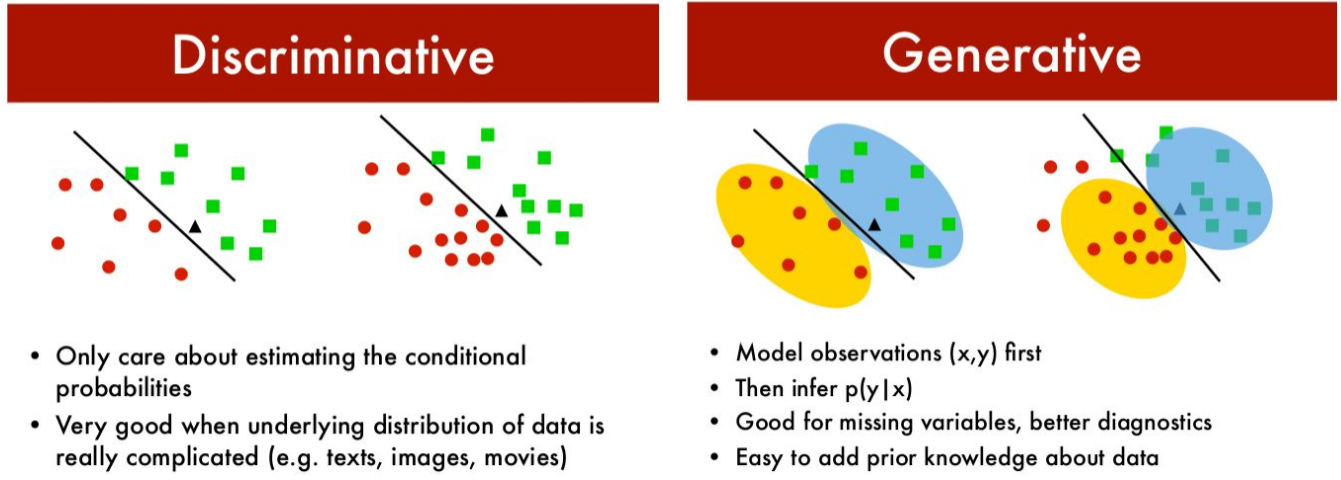 Discriminative
• Only care about estimating the conditional
probabilities
• Very good when underlying distribution of data is
really complicated (e.g. texts, images, movies)
Generative
• Model observations (x,y) first
• Then infer p(y|x)
• Good for missing variables, better diagnostics
• Easy to add prior knowledge about data